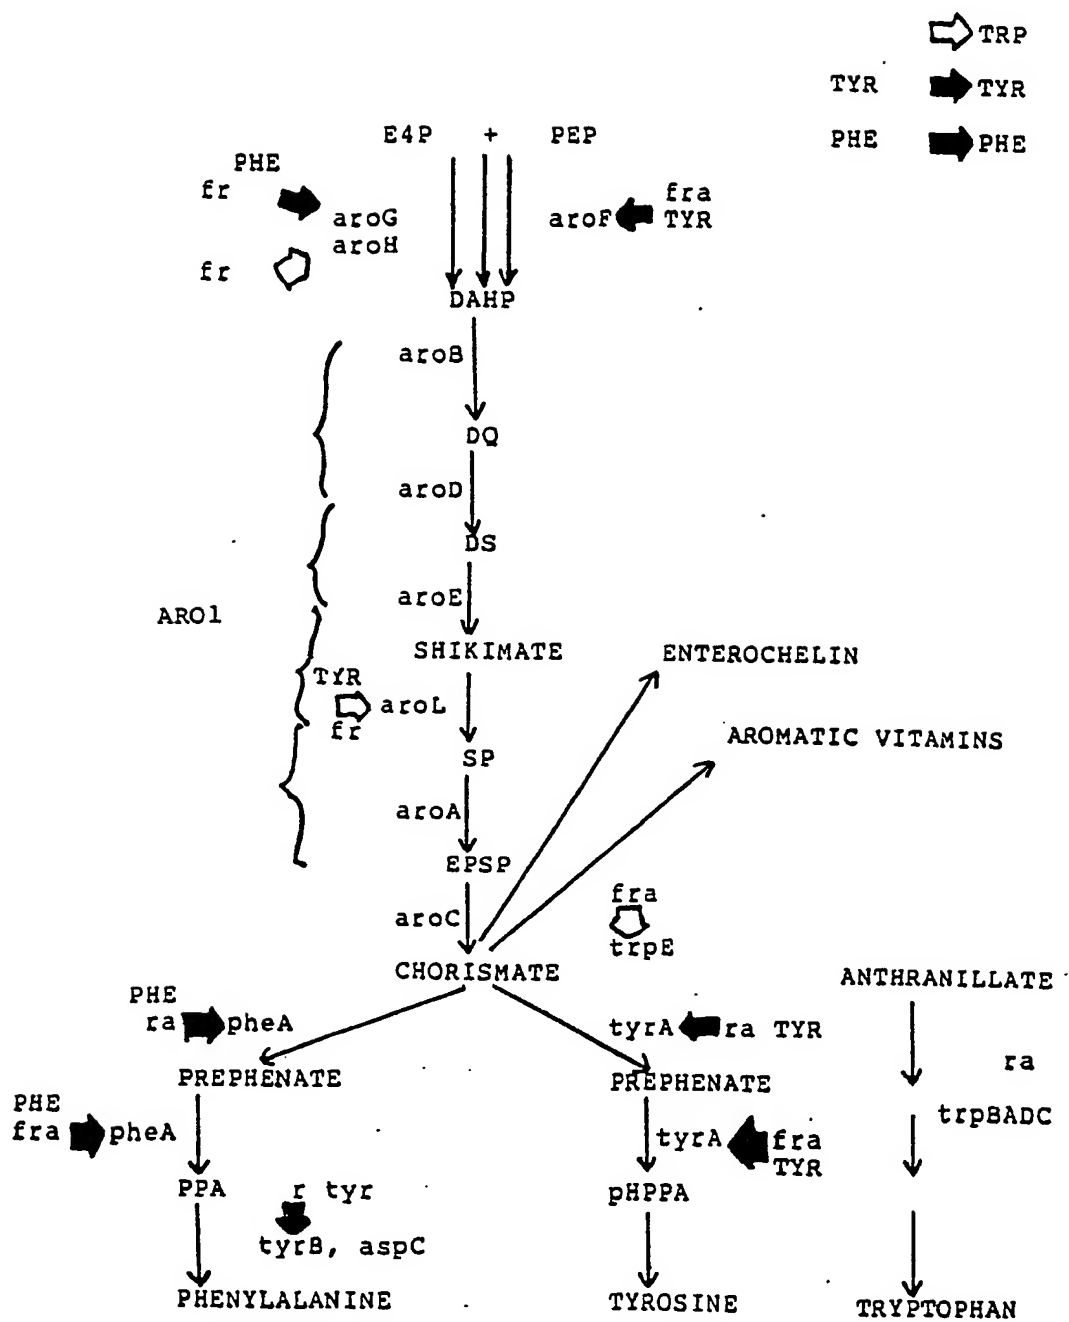 TRP
TYR TYR
PHE PHE
E4P + PEP
PHE
fr
aroG
aroH
fr
aroF
fra
TYR
DAHP
aroB
DQ
aroD
DS
aroE
ARO1
SHIKIMATE
ENTEROCHELIN
TYR
aroL
fr
AROMATIC VITAMINS
SP
aroA
EPSP
aroC
fra
trpE
CHORISMATE
ANTHRANILLATE
PHE
ra pheA
tyrA ra TYR
ra
PREPHENATE
PREPHENATE
PHE
fra pheA
tyrA fra
TYR
trpBADC
PPA
r tyr
tyrB, aspC
pHPPA
PHENYLALANINE
TYROSINE
TRYPTOPHAN